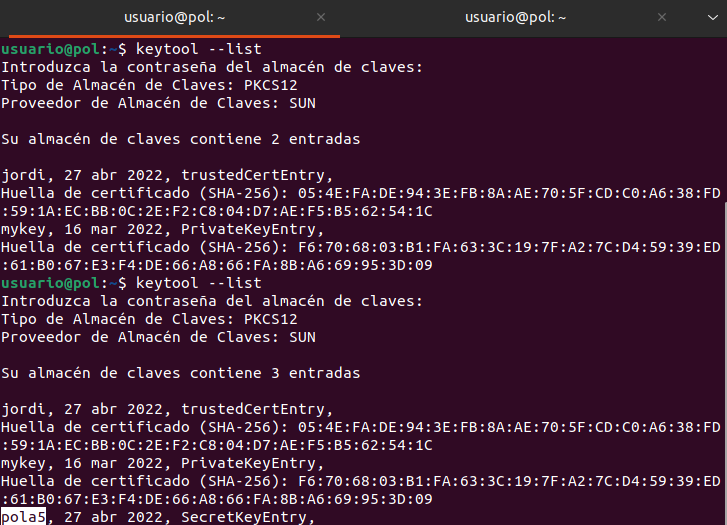 usuario@pol: ~ × usuario@pol: ~ ×
usuario@pol:~$ keytool --list
Introduzca la contraseña del almacén de claves:
Tipo de Almacén de Claves: PKCS12
Proveedor de Almacén de Claves: SUN
Su almacén de claves contiene 2 entradas
jordi, 27 abr 2022, trustedCertEntry,
Huella de certificado (SHA-256): 05:4E:FA:DE:94:3E:FB:8A:AE:70:5F:CD:C0:A6:38:FD
:59:1A:EC:BB:0C:2E:F2:C8:04:D7:AE:F5:B5:62:54:1C
mykey, 16 mar 2022, PrivateKeyEntry,
Huella de certificado (SHA-256): F6:70:68:03:B1:FA:63:3C:19:7F:A2:7C:D4:59:39:ED
:61:B0:67:E3:F4:DE:66:A8:66:FA:8B:A6:69:95:3D:09
usuario@pol:~$ keytool --list
Introduzca la contraseña del almacén de claves:
Tipo de Almacén de Claves: PKCS12
Proveedor de Almacén de Claves: SUN
Su almacén de claves contiene 3 entradas
jordi, 27 abr 2022, trustedCertEntry,
Huella de certificado (SHA-256): 05:4E:FA:DE:94:3E:FB:8A:AE:70:5F:CD:C0:A6:38:FD
:59:1A:EC:BB:0C:2E:F2:C8:04:D7:AE:F5:B5:62:54:1C
mykey, 16 mar 2022, PrivateKeyEntry,
Huella de certificado (SHA-256): F6:70:68:03:B1:FA:63:3C:19:7F:A2:7C:D4:59:39:ED
:61:B0:67:E3:F4:DE:66:A8:66:FA:8B:A6:69:95:3D:09
pola5, 27 abr 2022, SecretKeyEntry,